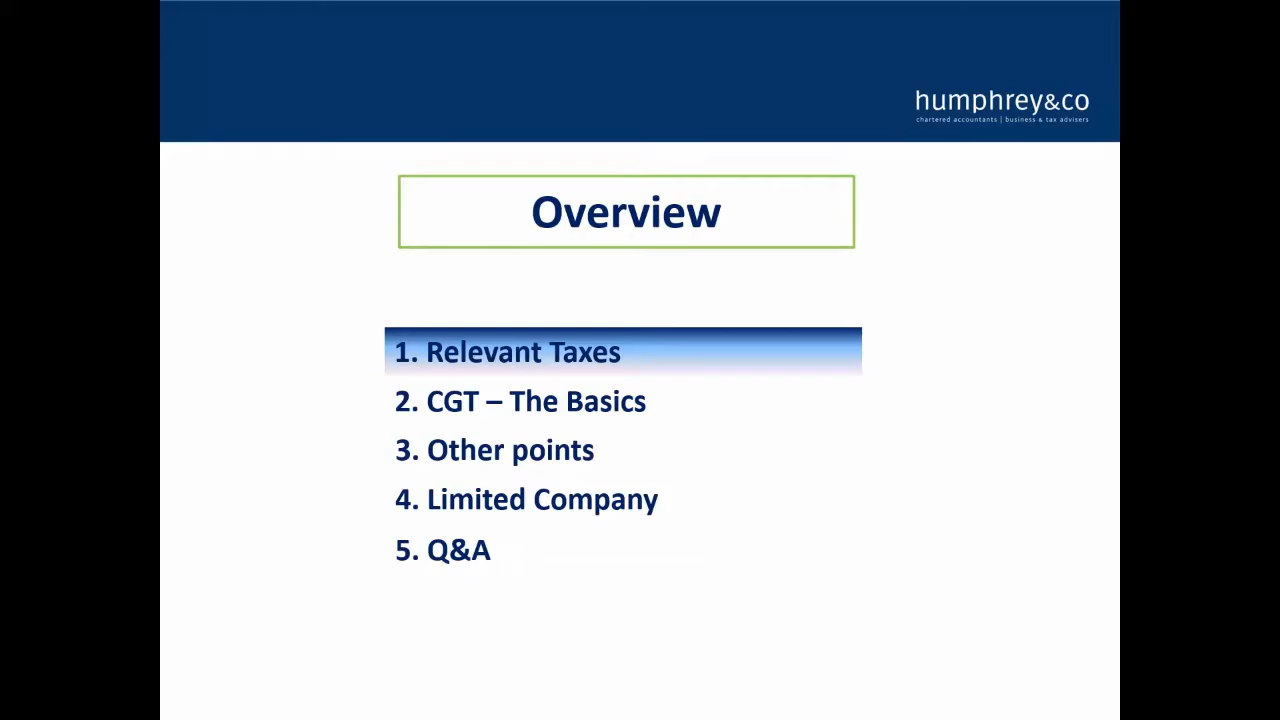 humphrey&co
chartered accountants | business & tax advisers
Overview
1. Relevant Taxes
2. CGT – The Basics
3. Other points
4. Limited Company
5. Q&A